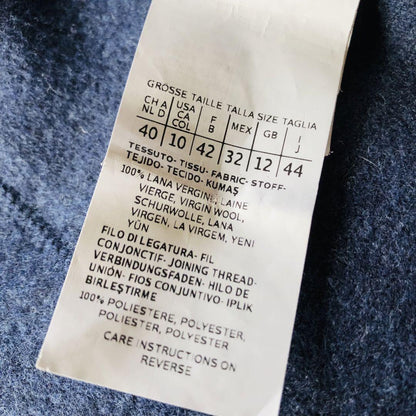 GRÖSSE TAILLE TALLA SIZE TAGLIA
CH A NL D USA CA COL F B MEX GB I J
40 10 42 32 12 44
TESSUTO- TISSU- FABRIC- STOFF-
TEJIDO- TECIDO- KUMAŞ
100% LANA VERGINE, LAINE
VIERGE, VIRGIN WOOL,
SCHURWOLLE, LANA
VIRGEN, LA VIRGEM, YENI
YÜN
FILO DI LEGATURA- FIL
CONJONCTIF- JOINING THREAD-
VERBINDUNGSFADEN- HILO DE
UNIÓN- FIOS CONJUNTIVO- IPLIK
BIRLEŞTIRME
100% POLIESTERE, POLYESTER,
POLIESTER, POLYESTER
CARE INSTRUCTIONS ON
REVERSE